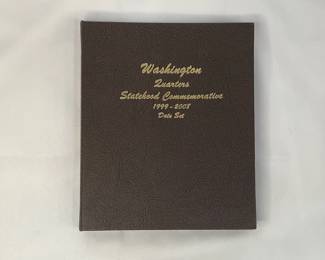 Washington
Quarters
Statehood Commemorative
1999-2008
Date Set